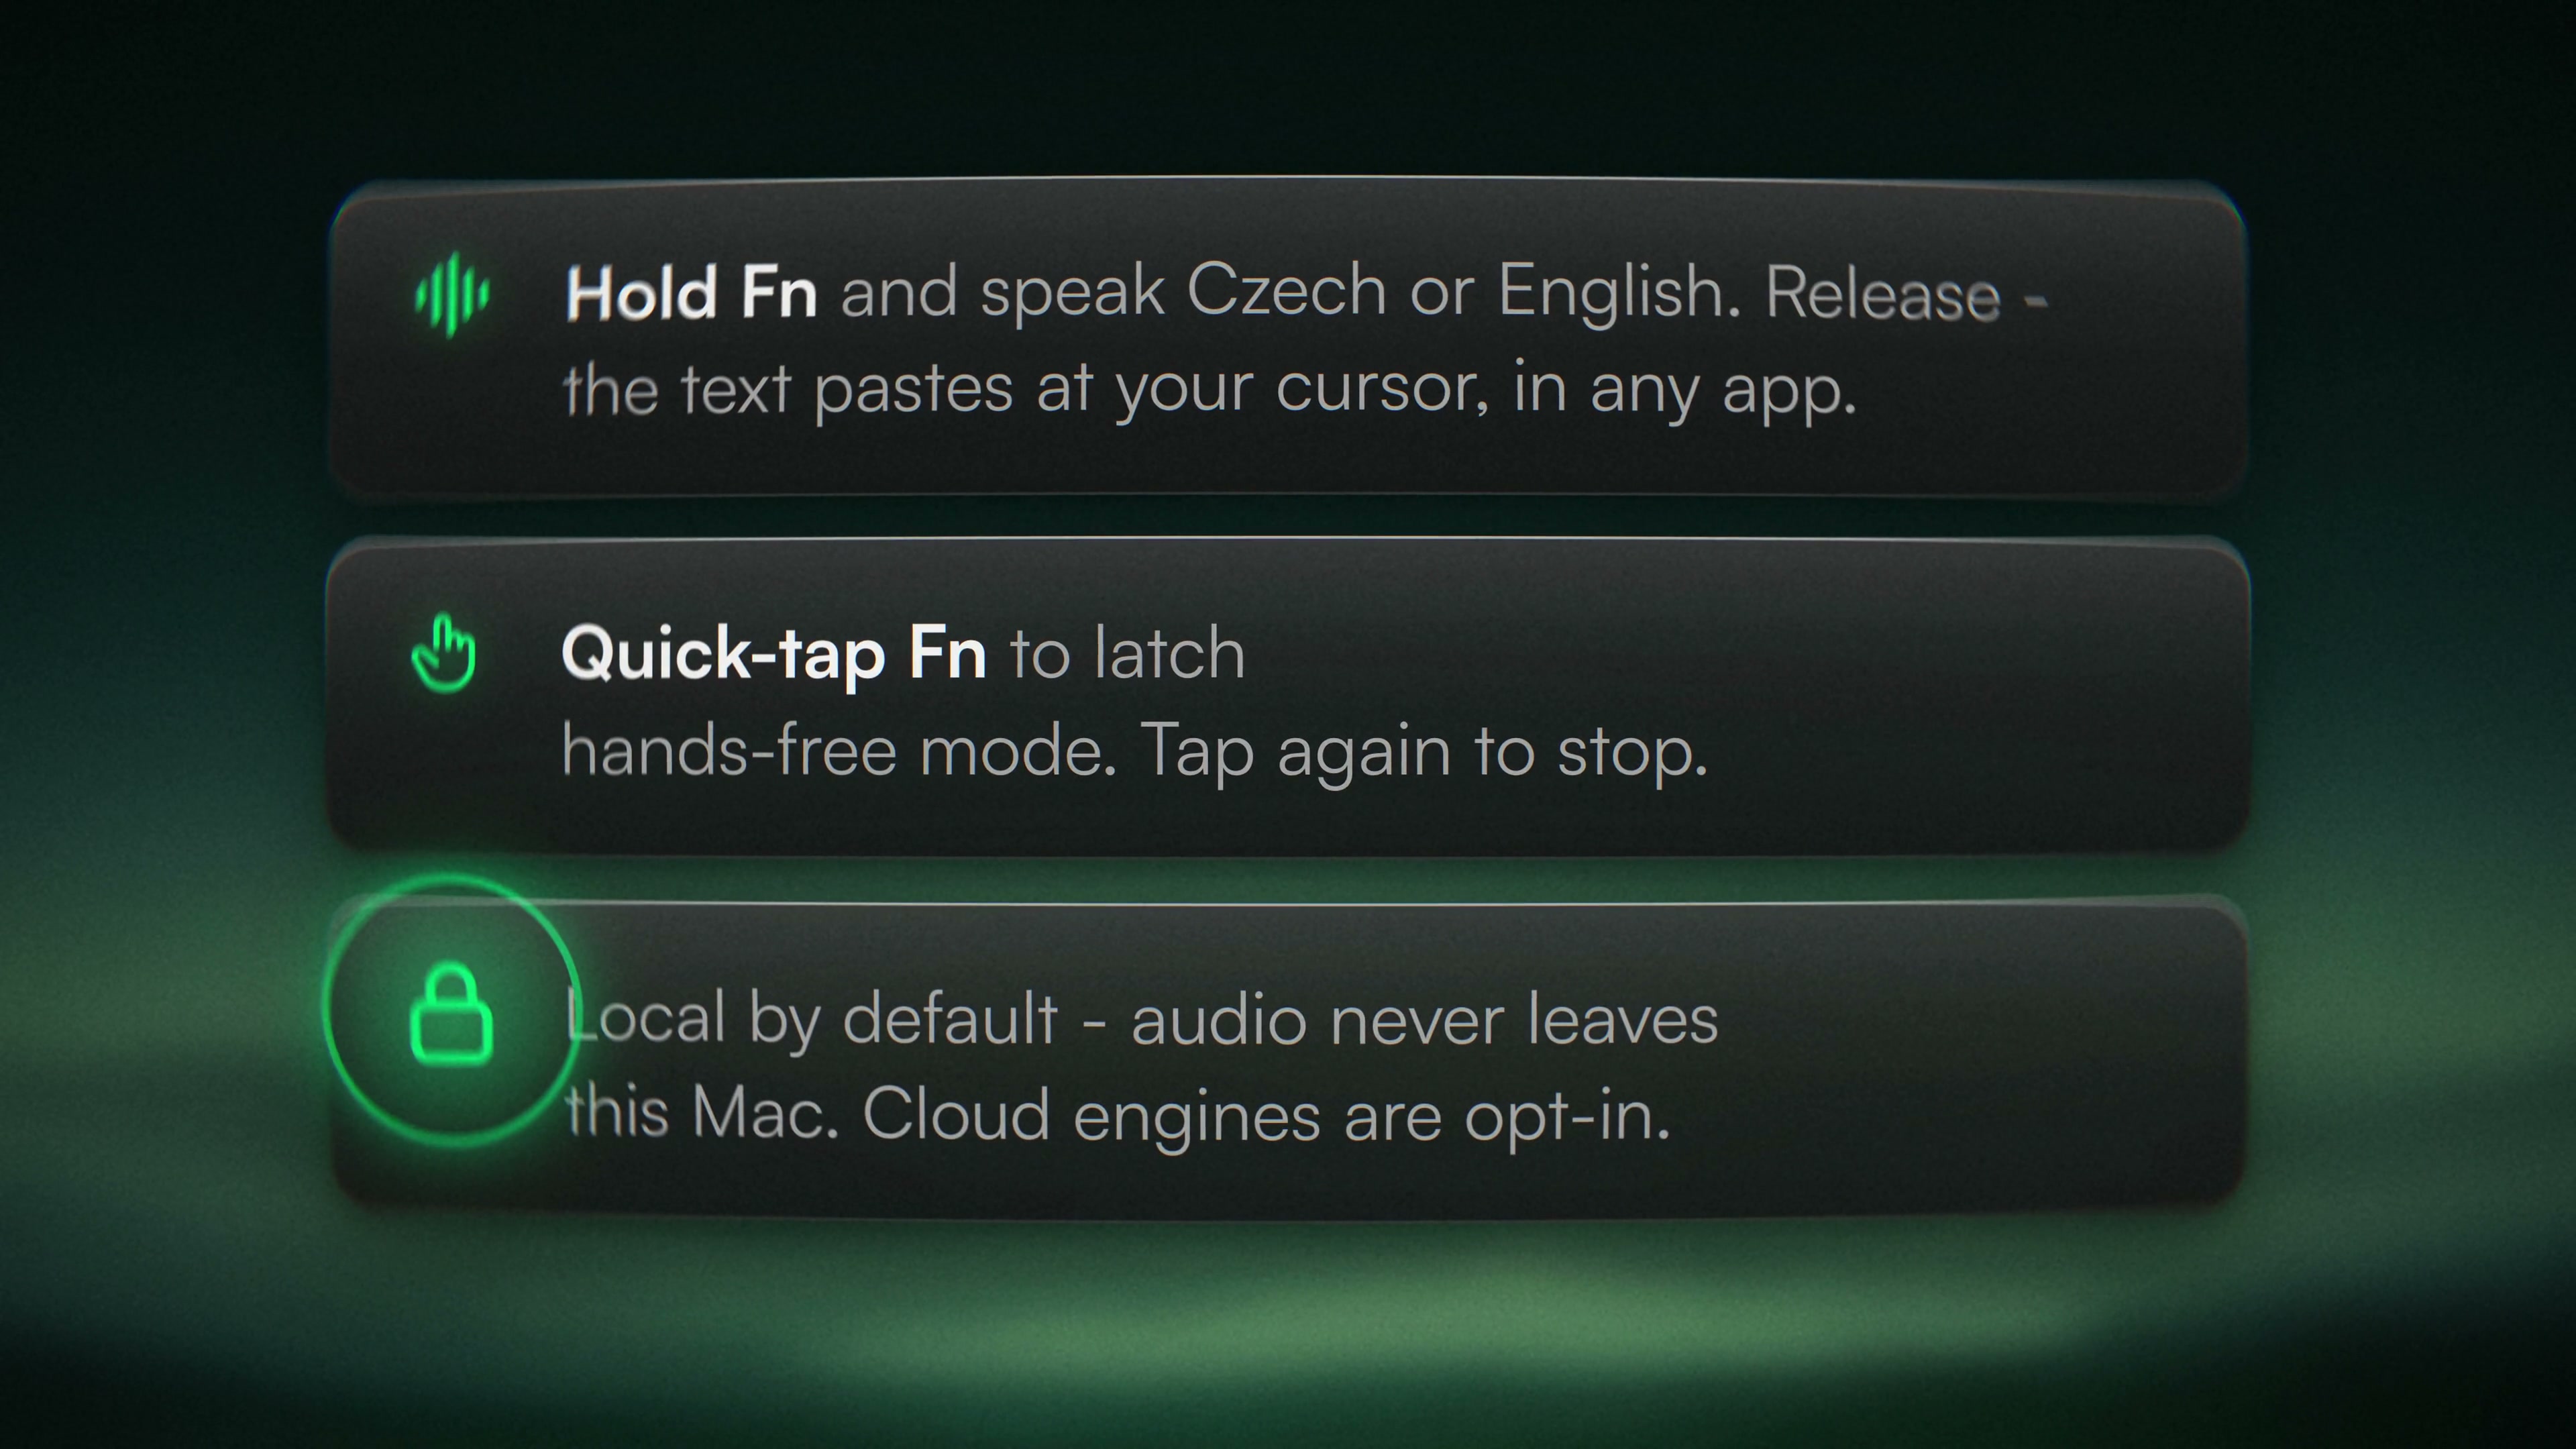 Hold Fn and speak Czech or English. Release -
the text pastes at your cursor, in any app.
Quick-tap Fn to latch
hands-free mode. Tap again to stop.
Local by default - audio never leaves
this Mac. Cloud engines are opt-in.